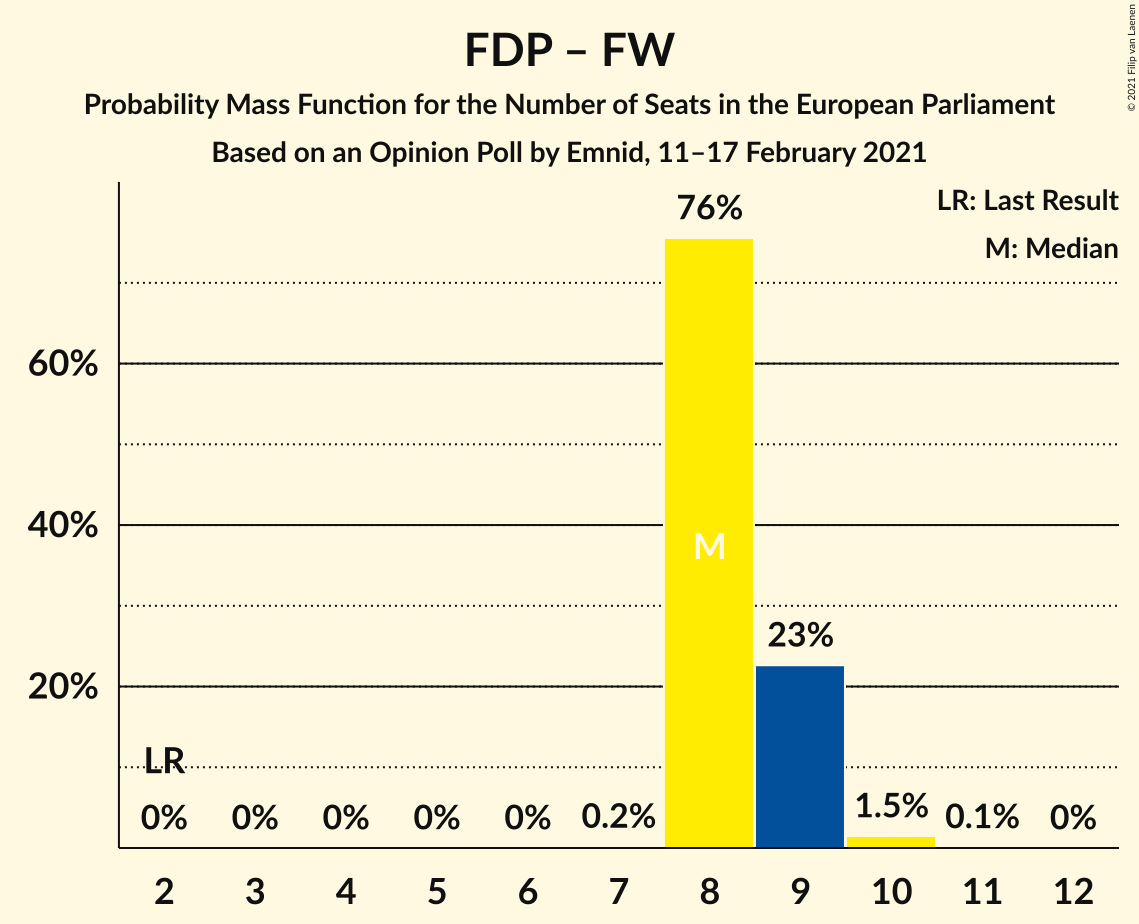 FDP – FW
Probability Mass Function for the Number of Seats in the European Parliament
Based on an Opinion Poll by Emnid, 11–17 February 2021
© 2021 Filip van Laenen
LR: Last Result
M: Median
76%
60%
40%
M
23%
20%
LR
0% 0% 0% 0% 0% 0.2% 1.5% 0.1% 0%
2 3 4 5 6 7 8 9 10 11 12